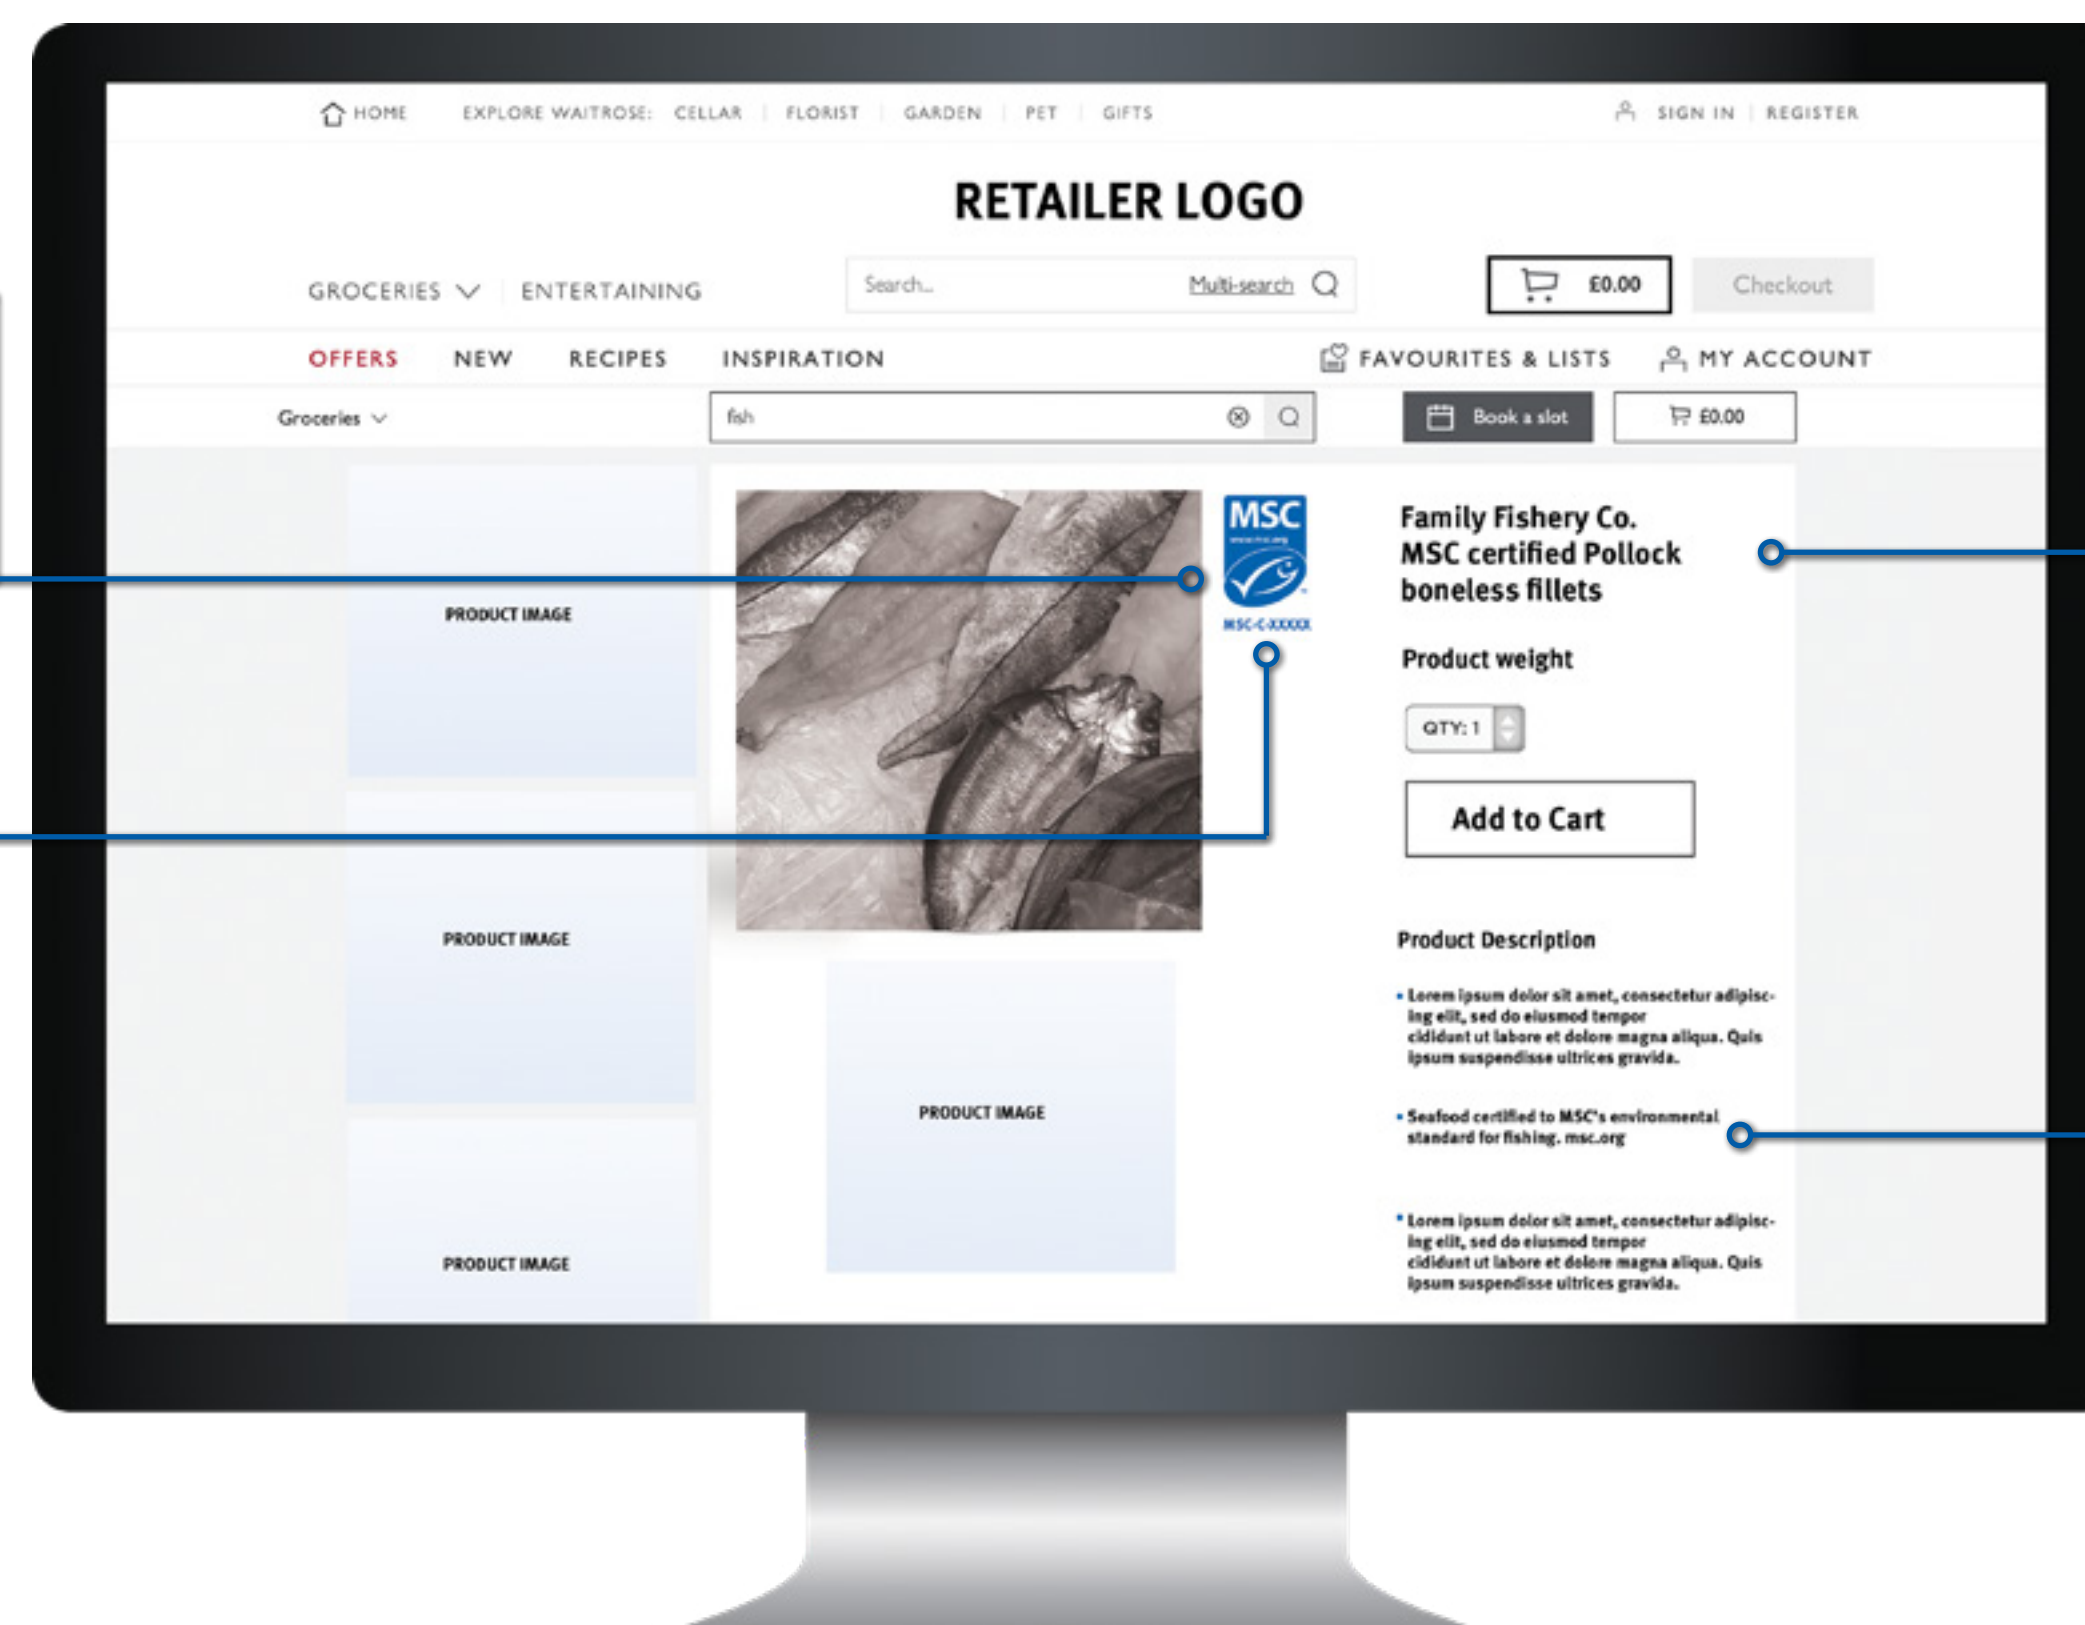 HOME EXPLORE WAITROSE: CELLAR FLORIST GARDEN PET GIFTS SIGN IN REGISTER
RETAILER LOGO
GROCERIES ENTERTAINING Search... Multi-search £0.00 Checkout
OFFERS NEW RECIPES INSPIRATION FAVOURITES & LISTS MY ACCOUNT
Groceries fish Book a slot £0.00
PRODUCT IMAGE
PRODUCT IMAGE
PRODUCT IMAGE
MSC
www.msc.org
MSC-C-XXXXX
PRODUCT IMAGE
Family Fishery Co.
MSC certified Pollock
boneless fillets
Product weight
QTY: 1
Add to Cart
Product Description
Lorem ipsum dolor sit amet, consectetur adipisc-
ing elit, sed do eiusmod tempor
cididunt ut labore et dolore magna aliqua. Quis
ipsum suspendisse ultrices gravida.
Seafood certified to MSC's environmental
standard for fishing. msc.org
Lorem ipsum dolor sit amet, consectetur adipisc-
ing elit, sed do eiusmod tempor
cididunt ut labore et dolore magna aliqua. Quis
ipsum suspendisse ultrices gravida.